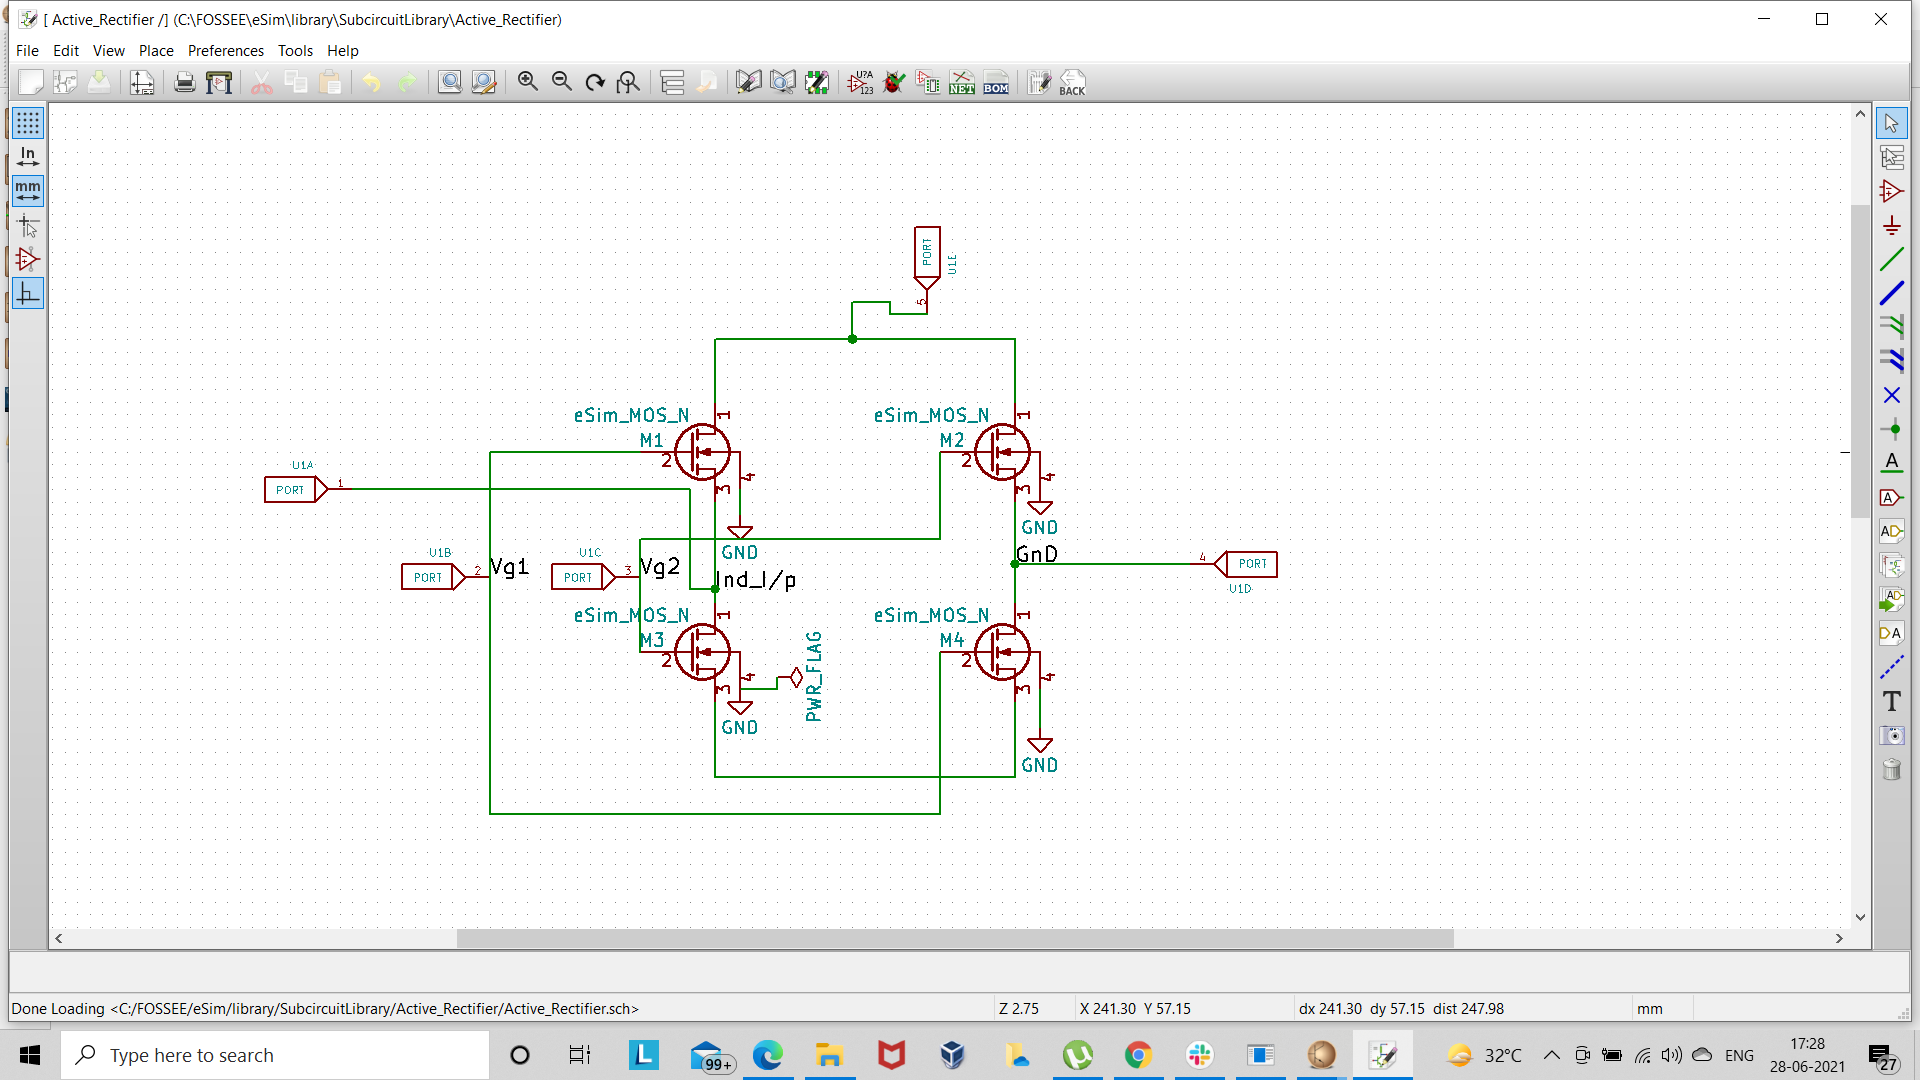 [ Active_Rectifier /] (C:\FOSSEE\eSim\library\SubcircuitLibrary\Active_Rectifier)
File Edit View Place Preferences Tools Help
U?A
123
NET
BOM
BACK
In
mm
PORT
U1E
5
eSim_MOS_N
M1
1
2
3
4
eSim_MOS_N
M2
1
2
3
4
U1A
PORT
1
GND
GND
U1B
PORT
2
Vg1
U1C
PORT
3
Vg2
Ind_I/p
GnD
4
PORT
U1D
eSim_MOS_N
M3
1
2
3
4
GND
PWR_FLAG
eSim_MOS_N
M4
1
2
3
4
GND
A
A
AD
AD
DA
T
Done Loading <C:/FOSSEE/eSim/library/SubcircuitLibrary/Active_Rectifier/Active_Rectifier.sch>
Z 2.75
X 241.30 Y 57.15
dx 241.30 dy 57.15 dist 247.98
mm
Type here to search
L
99+
32°C
ENG
17:28
28-06-2021
27